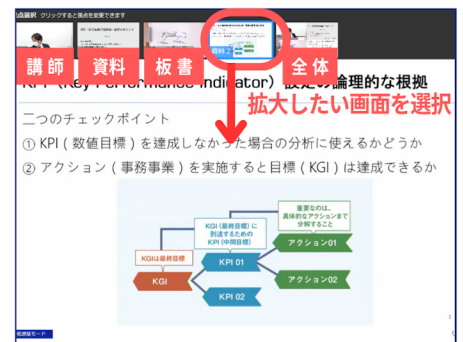 点選択 クリックすると視点を変更できます
資料2
講師
資料
板書
全体
KPI (Key Performance Indicator) 設定の論理的な根拠
拡大したい画面を選択
二つのチェックポイント
① KPI ( 数値目標 ) を達成しなかった場合の分析に使えるかどうか
② アクション ( 事務事業 ) を実施すると目標 ( KGI ) は達成できるか
重要なのは、
具体的なアクションまで
分解すること
KGI (最終目標) に
到達するための
KPI (中間目標)
アクション01
KGIは最終目標
KPI 01
KGI
アクション02
KPI 02
低遅延モード